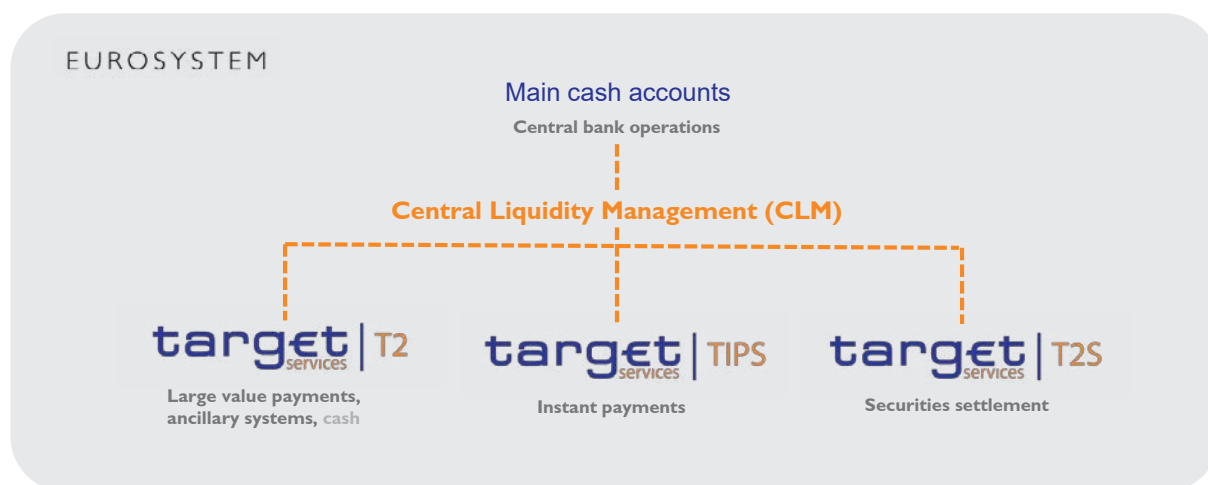 EUROSYSTEM
Main cash accounts
Central bank operations
Central Liquidity Management (CLM)
target services | T2
Large value payments,
ancillary systems, cash
target services | TIPS
Instant payments
target services | T2S
Securities settlement